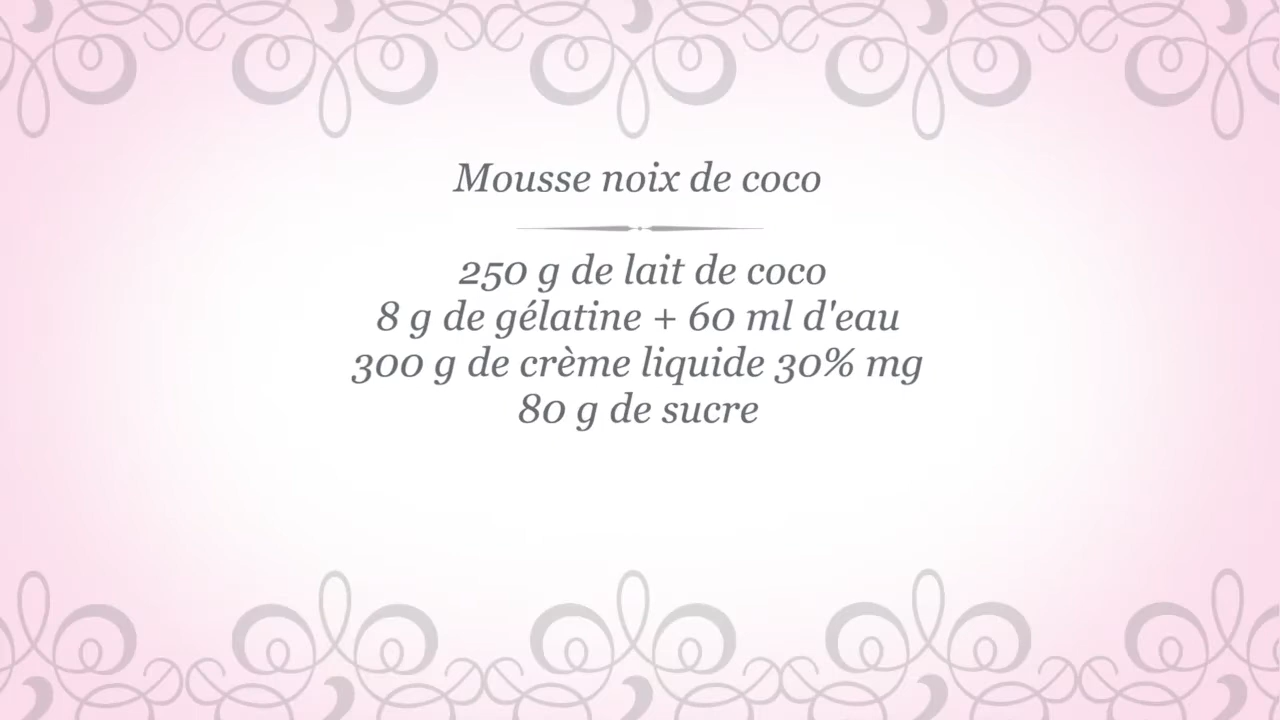 Mousse noix de coco
250 g de lait de coco
8 g de gélatine + 60 ml d'eau
300 g de crème liquide 30% mg
80 g de sucre